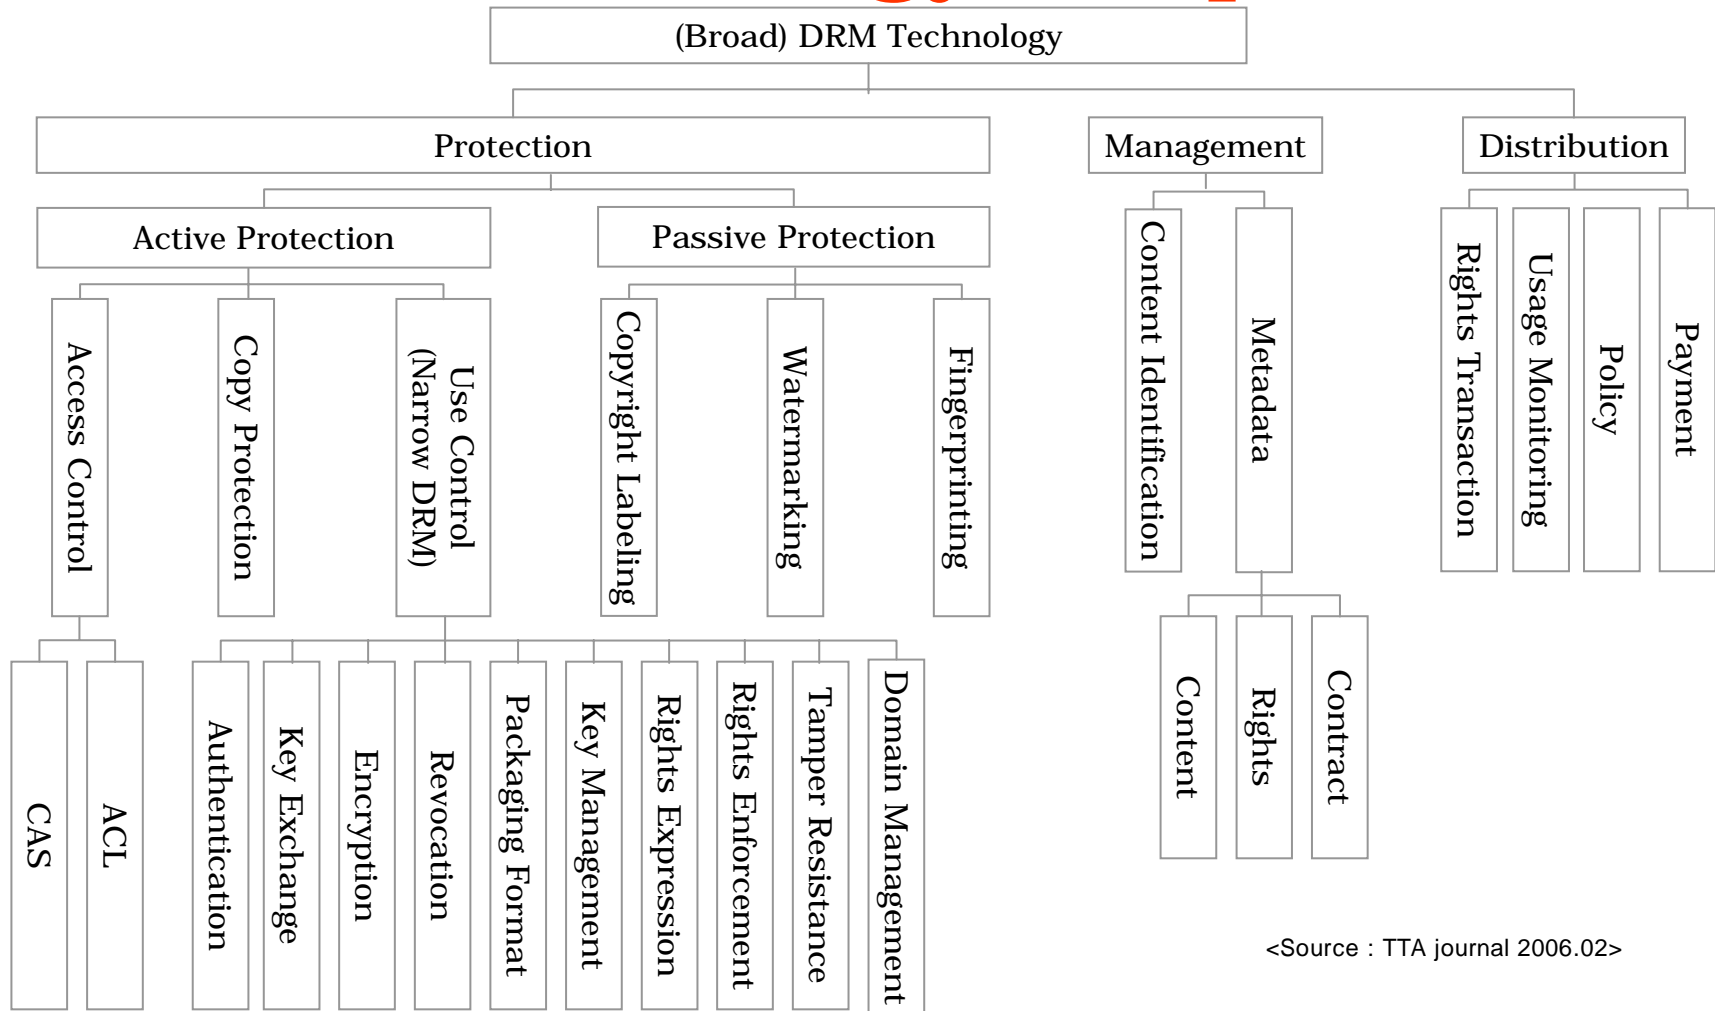 (Broad) DRM Technology
Protection
Management
Distribution
Active Protection
Passive Protection
Access Control
Copy Protection
Use Control
(Narrow DRM)
Copyright Labeling
Watermarking
Fingerprinting
Content Identification
Metadata
Rights Transaction
Usage Monitoring
Policy
Payment
CAS
ACL
Authentication
Key Exchange
Encryption
Revocation
Packaging Format
Key Management
Rights Expression
Rights Enforcement
Tamper Resistance
Domain Management
Content
Rights
Contract
<Source : TTA journal 2006.02>